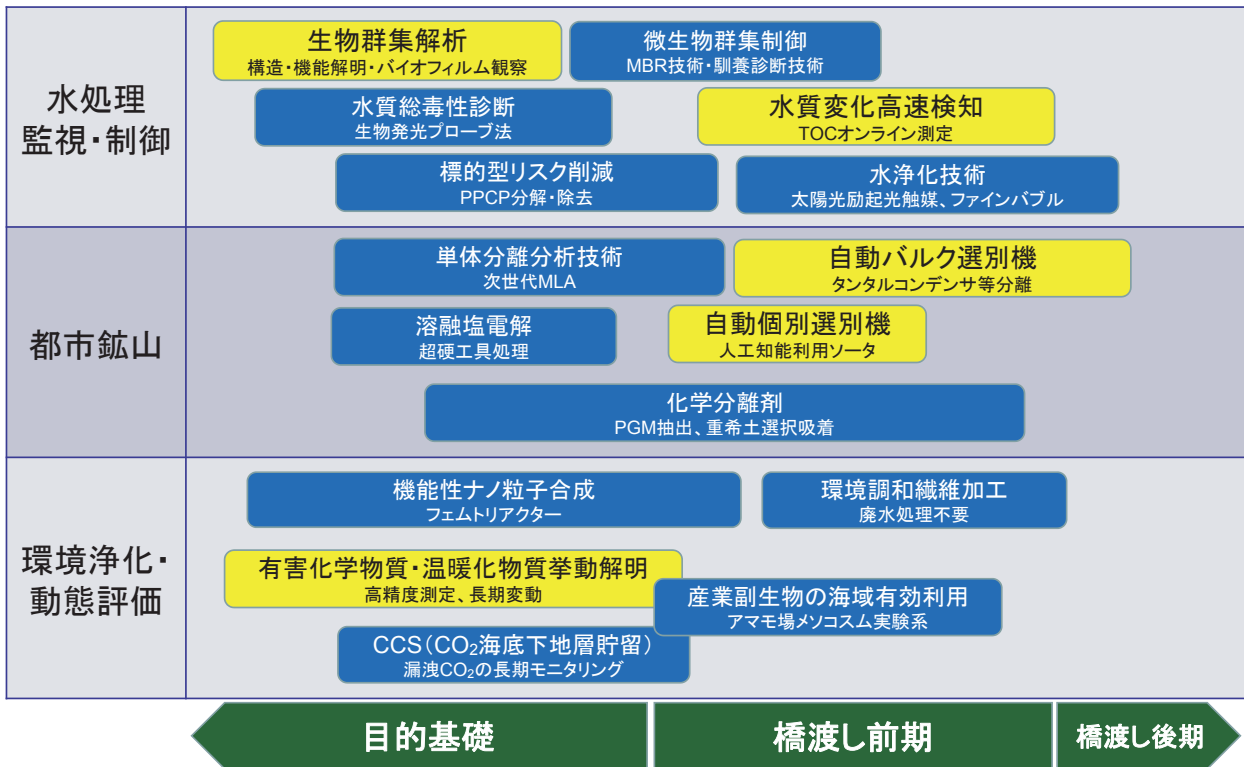 水処理
監視・制御
生物群集解析
構造・機能解明・バイオフィルム観察
微生物群集制御
MBR技術・馴養診断技術
水質総毒性診断
生物発光プローブ法
水質変化高速検知
TOCオンライン測定
標的型リスク削減
PPCP分解・除去
水浄化技術
太陽光励起光触媒、ファインバブル
都市鉱山
単体分離分析技術
次世代MLA
自動バルク選別機
タンタルコンデンサ等分離
溶融塩電解
超硬工具処理
自動個別選別機
人工知能利用ソータ
化学分離剤
PGM抽出、重希土選択吸着
環境浄化・
動態評価
機能性ナノ粒子合成
フェムトリアクター
環境調和繊維加工
廃水処理不要
有害化学物質・温暖化物質挙動解明
高精度測定、長期変動
産業副生物の海域有効利用
アマモ場メソコスム実験系
CCS（CO₂海底下地層貯留）
漏洩CO₂の長期モニタリング
目的基礎
橋渡し前期
橋渡し後期